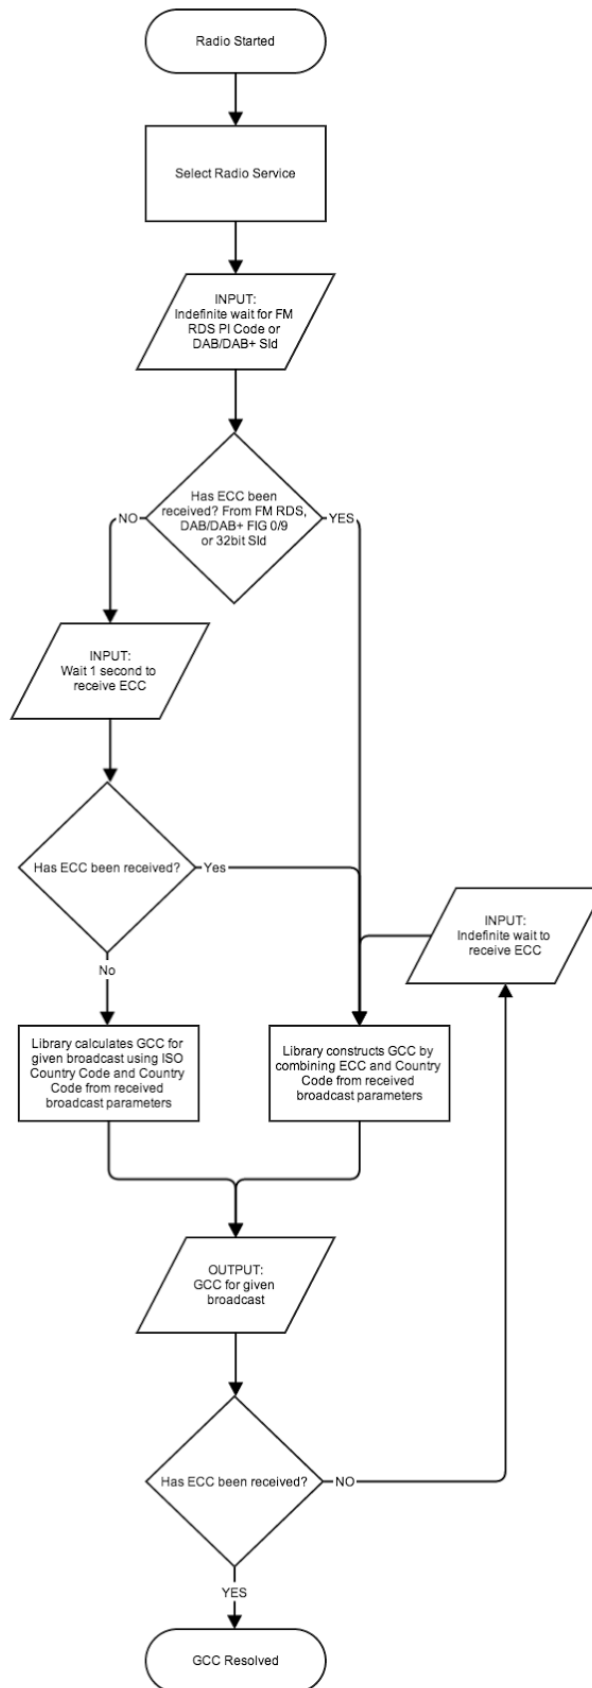 Radio Started
Select Radio Service
INPUT:
Indefinite wait for FM
RDS PI Code or
DAB/DAB+ SId
Has ECC been
received? From FM RDS,
DAB/DAB+ FIG 0/9
or 32bit SId
NO
YES
INPUT:
Wait 1 second to
receive ECC
Has ECC been received?
Yes
No
INPUT:
Indefinite wait to
receive ECC
Library calculates GCC for
given broadcast using ISO
Country Code and Country
Code from received
broadcast parameters
Library constructs GCC by
combining ECC and Country
Code from received
broadcast parameters
OUTPUT:
GCC for given
broadcast
Has ECC been received?
NO
YES
GCC Resolved